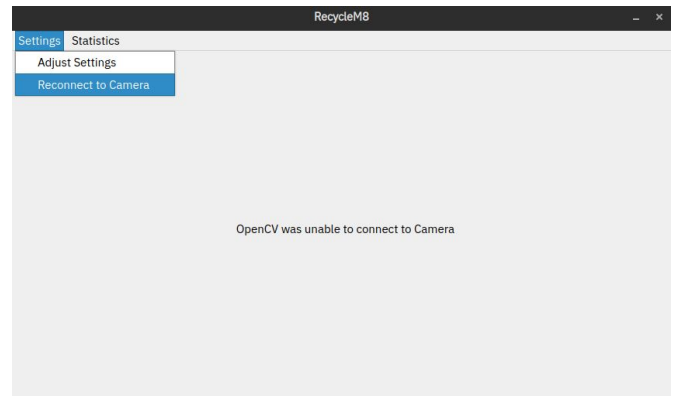 RecycleM8
Settings Statistics
Adjust Settings
Reconnect to Camera
OpenCV was unable to connect to Camera